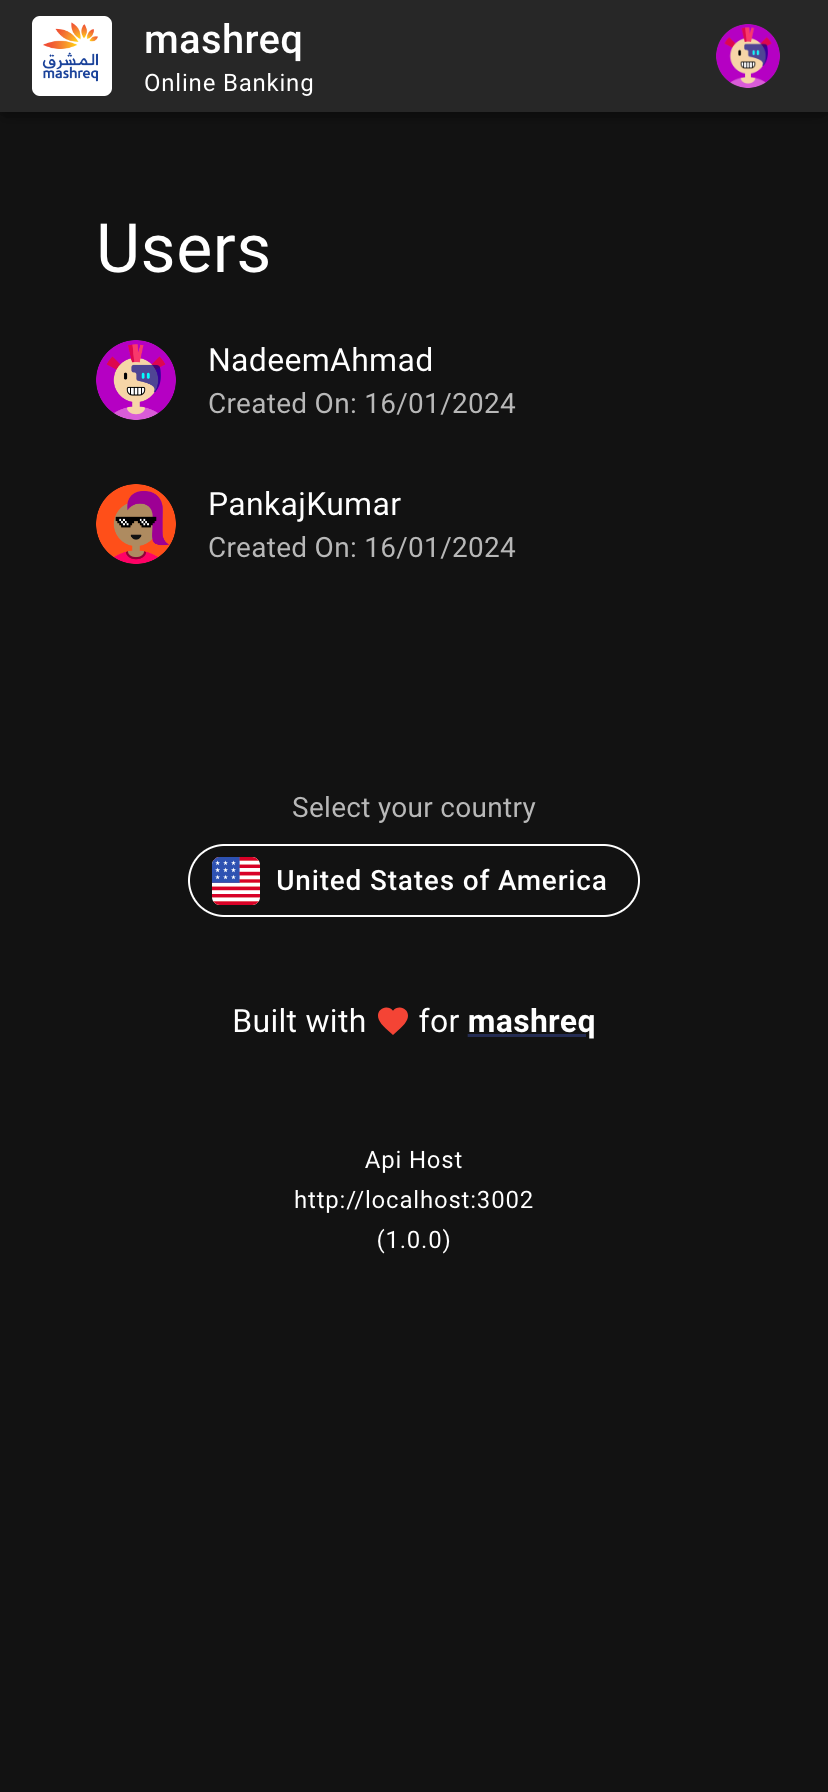 المشرق
mashreq
mashreq
Online Banking
Users
NadeemAhmad
Created On: 16/01/2024
PankajKumar
Created On: 16/01/2024
Select your country
United States of America
Built with ❤ for mashreq
Api Host
http://localhost:3002
(1.0.0)